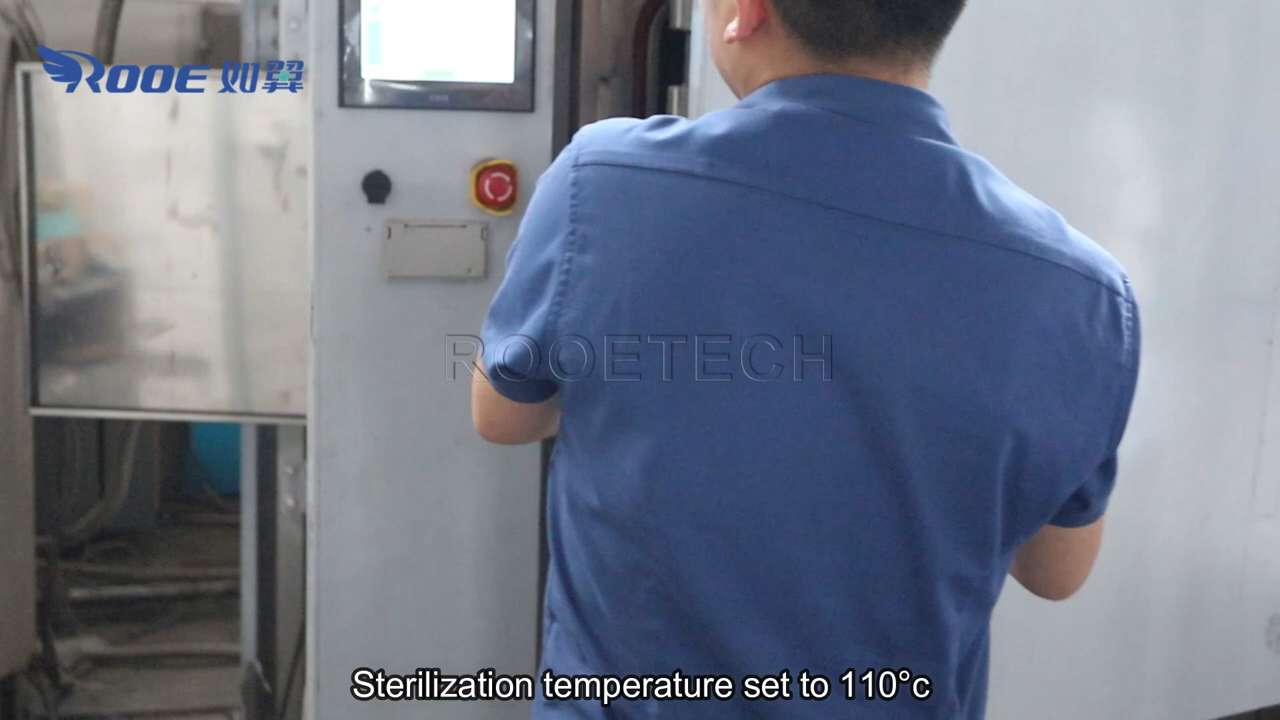 ROOE 如翼
ROOETECH
Sterilization temperature set to 110°c